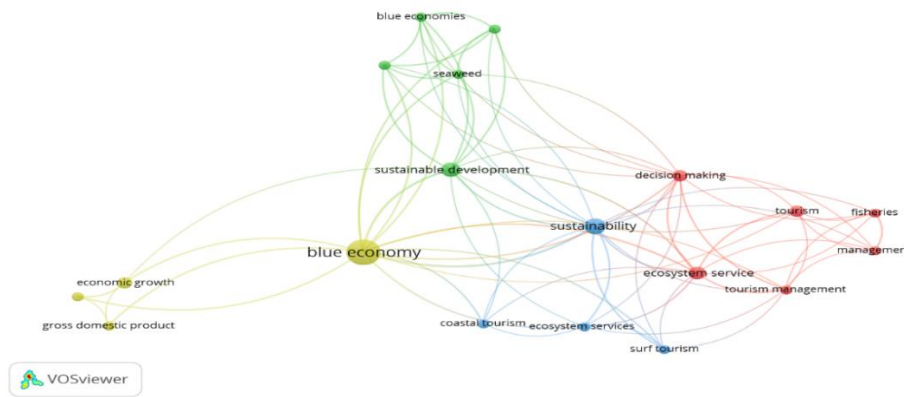 blue economies
seaweed
sustainable development
decision making
tourism
fisheries
sustainability
blue economy
managemer
ecosystem service
economic growth
tourism management
coastal tourism
ecosystem services
gross domestic product
surf tourism
VOSviewer